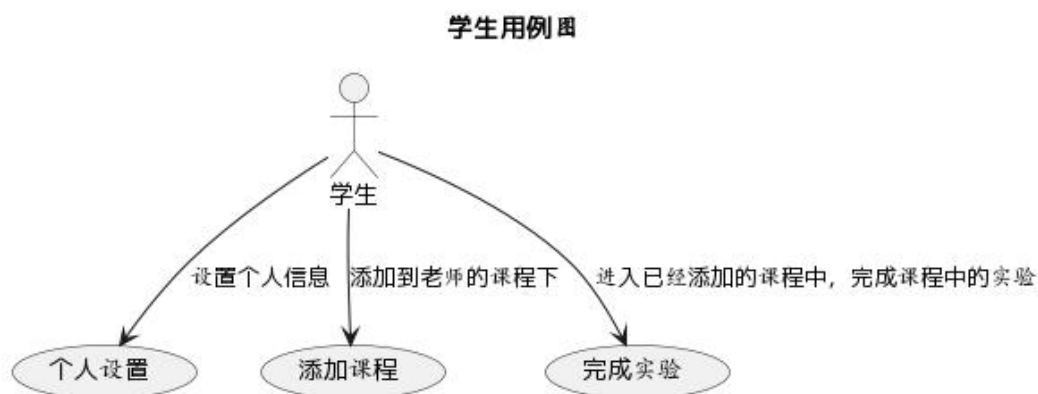 学生用例图
学生
设置个人信息
添加到老师的课程下
进入已经添加的课程中，完成课程中的实验
个人设置
添加课程
完成实验